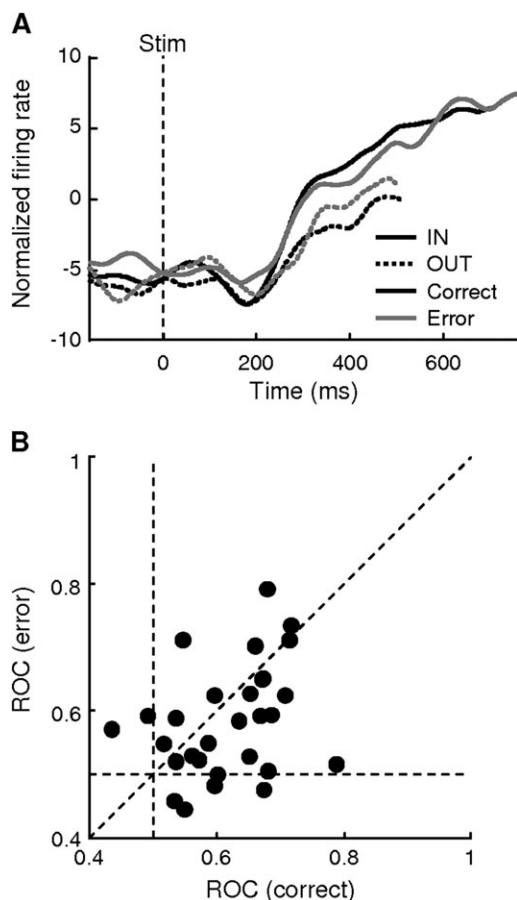 A
Stim
10
5
0
-5
-10
Normalized firing rate
IN
OUT
Correct
Error
0 200 400 600
Time (ms)
B
1
0.8
0.6
0.4
ROC (error)
0.4 0.6 0.8 1
ROC (correct)